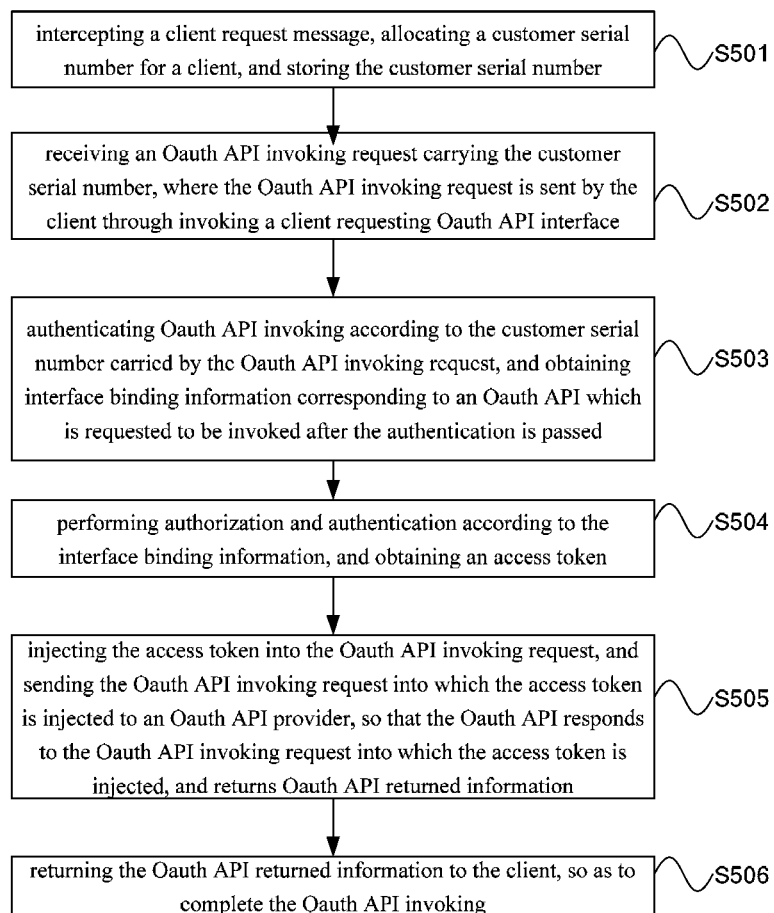 intercepting a client request message, allocating a customer serial
number for a client, and storing the customer serial number
S501
receiving an Oauth API invoking request carrying the customer
serial number, where the Oauth API invoking request is sent by the
client through invoking a client requesting Oauth API interface
S502
authenticating Oauth API invoking according to the customer serial
number carried by the Oauth API invoking request, and obtaining
interface binding information corresponding to an Oauth API which
is requested to be invoked after the authentication is passed
S503
performing authorization and authentication according to the
interface binding information, and obtaining an access token
S504
injecting the access token into the Oauth API invoking request, and
sending the Oauth API invoking request into which the access token
is injected to an Oauth API provider, so that the Oauth API responds
to the Oauth API invoking request into which the access token is
injected, and returns Oauth API returned information
S505
returning the Oauth API returned information to the client, so as to
complete the Oauth API invoking
S506